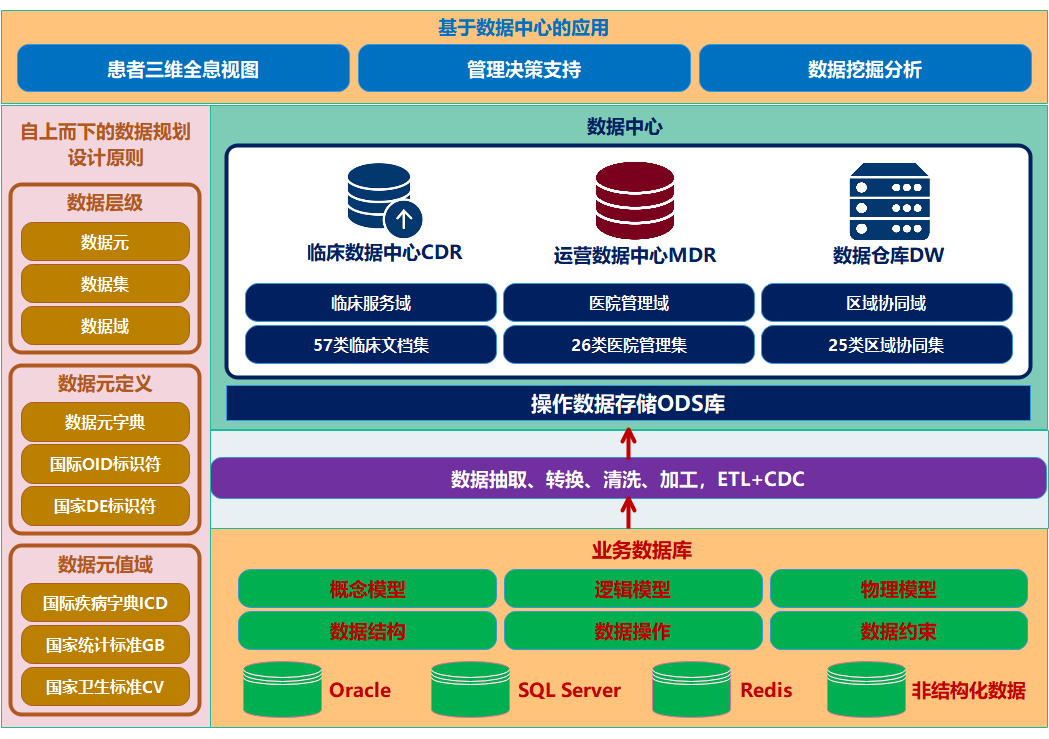 基于数据中心的应用
患者三维全息视图
管理决策支持
数据挖掘分析
自上而下的数据规划
设计原则
数据层级
数据元
数据集
数据域
数据元定义
数据元字典
国际OID标识符
国家DE标识符
数据元值域
国际疾病字典ICD
国家统计标准GB
国家卫生标准CV
数据中心
临床数据中心CDR
运营数据中心MDR
数据仓库DW
临床服务域
医院管理域
区域协同域
57类临床文档集
26类医院管理集
25类区域协同集
操作数据存储ODS库
数据抽取、转换、清洗、加工，ETL+CDC
业务数据库
概念模型
逻辑模型
物理模型
数据结构
数据操作
数据约束
Oracle
SQL Server
Redis
非结构化数据